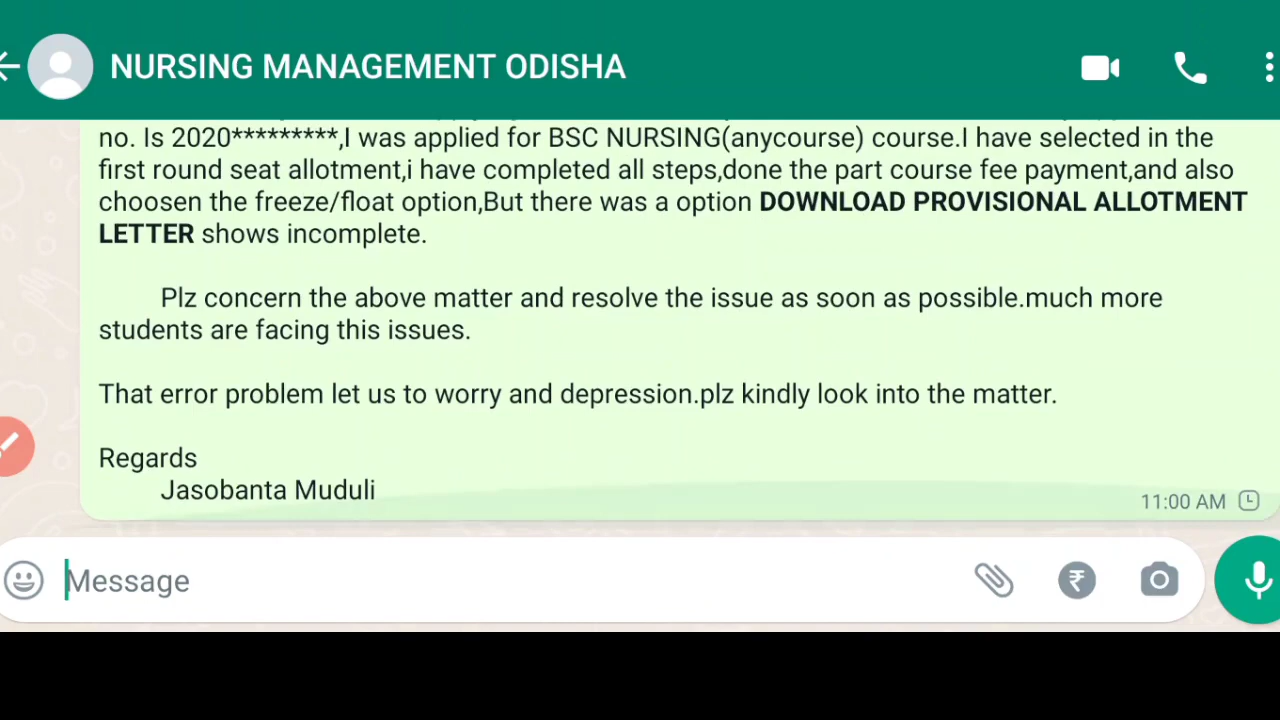 NURSING MANAGEMENT ODISHA
no. Is 2020*********,I was applied for BSC NURSING(anycourse) course.I have selected in the
first round seat allotment,i have completed all steps,done the part course fee payment,and also
choosen the freeze/float option,But there was a option DOWNLOAD PROVISIONAL ALLOTMENT
LETTER shows incomplete.
Plz concern the above matter and resolve the issue as soon as possible.much more
students are facing this issues.
That error problem let us to worry and depression.plz kindly look into the matter.
Regards
Jasobanta Muduli
11:00 AM
Message